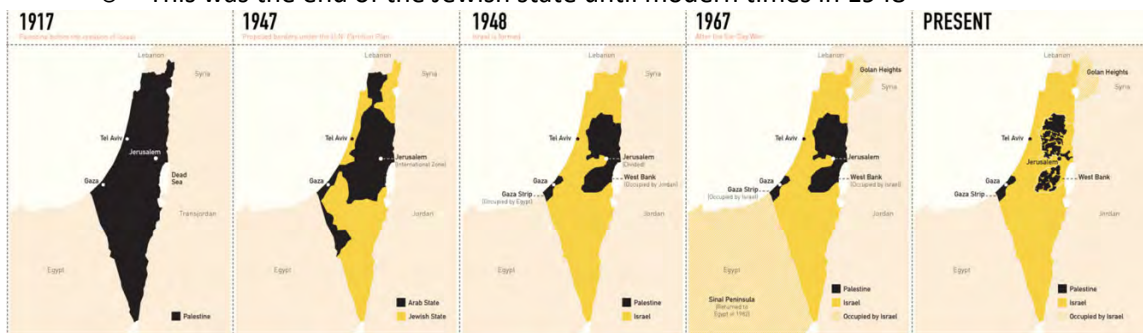 ○ This was the end of the Jewish state until modern times in 1948
1917
Palestine before the creation of Israel
Lebanon
Syria
Tel Aviv
Jerusalem
Dead
Sea
Gaza
Transjordan
Egypt
Palestine
1947
Proposed borders under the U.N. Partition Plan
Lebanon
Syria
Tel Aviv
Jerusalem
(International Zone)
Gaza
Jordan
Egypt
Arab State
Jewish State
1948
Israel is formed
Lebanon
Syria
Tel Aviv
Jerusalem
(Divided)
Gaza
West Bank
(Occupied by Jordan)
Gaza Strip
(Occupied by Egypt)
Jordan
Egypt
Palestine
Israel
1967
After the Six-Day War
Lebanon
Golan Heights
Syria
Tel Aviv
Jerusalem
Gaza
West Bank
(Occupied by Israel)
Gaza Strip
(Occupied by Israel)
Jordan
Egypt
Sinai Peninsula
(Returned to
Egypt in 1982)
Palestine
Israel
Occupied by Israel
PRESENT
Lebanon
Golan Heights
Syria
Tel Aviv
Jerusalem
Gaza
West Bank
Gaza Strip
Jordan
Egypt
Palestine
Israel
Occupied by Israel